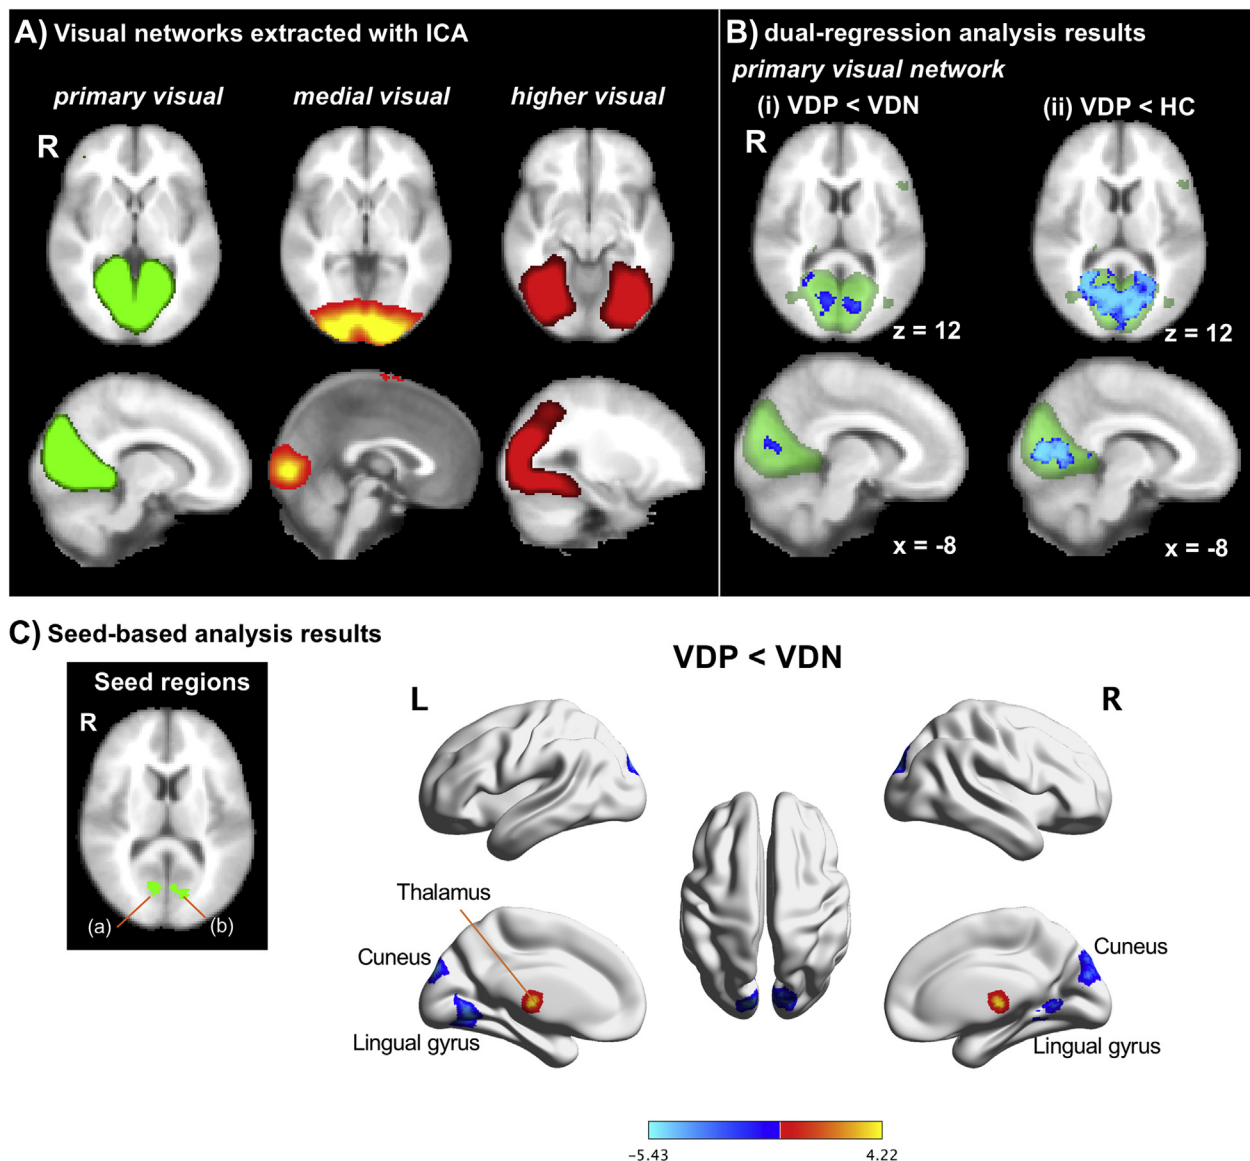 A) Visual networks extracted with ICA
primary visual
medial visual
higher visual
R
B) dual-regression analysis results
primary visual network
(i) VDP < VDN
(ii) VDP < HC
R
z = 12
z = 12
x = -8
x = -8
C) Seed-based analysis results
Seed regions
R
(a)
(b)
VDP < VDN
L
R
Thalamus
Cuneus
Lingual gyrus
Cuneus
Lingual gyrus
−5.43
4.22